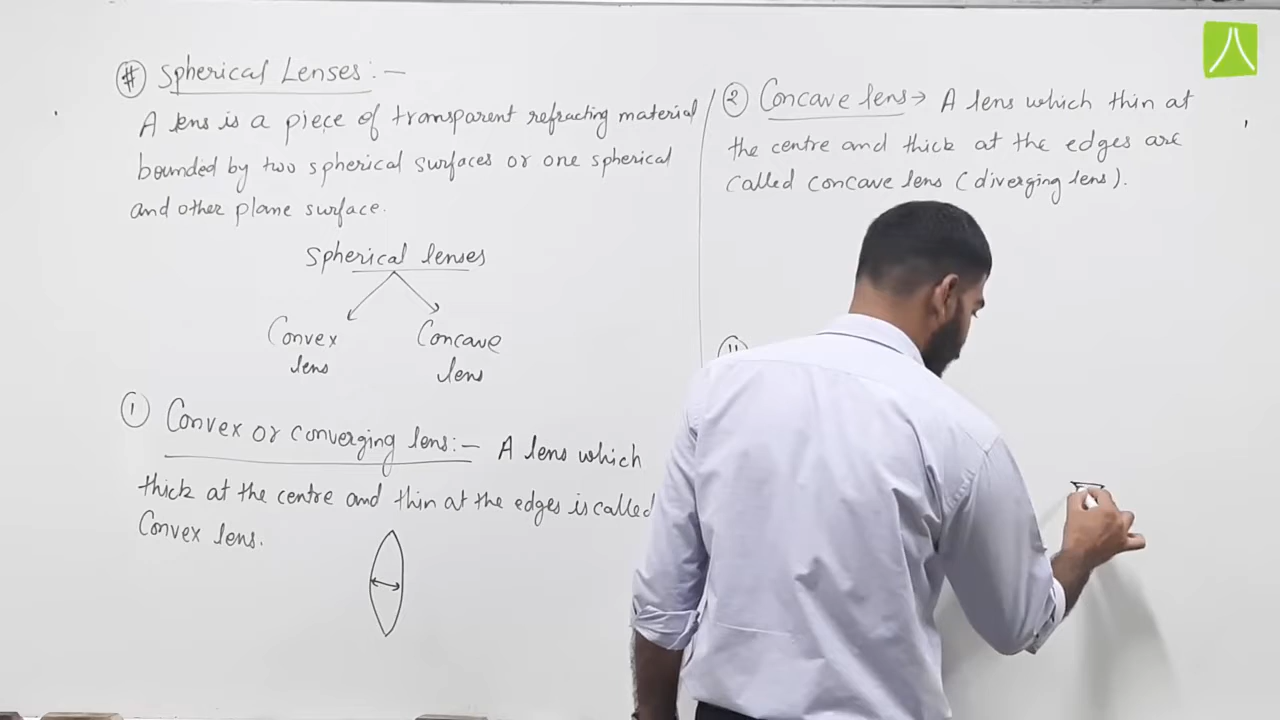 # Spherical Lenses:-
A lens is a piece of transparent refracting material
bounded by two spherical surfaces or one spherical
and other plane surface.
Spherical lenses
Convex lens
Concave lens
① Convex or converging lens:- A lens which
thick at the centre and thin at the edges is called
Convex lens.
② Concave lens→ A lens which thin at
the centre and thick at the edges are
called concave lens (diverging lens).